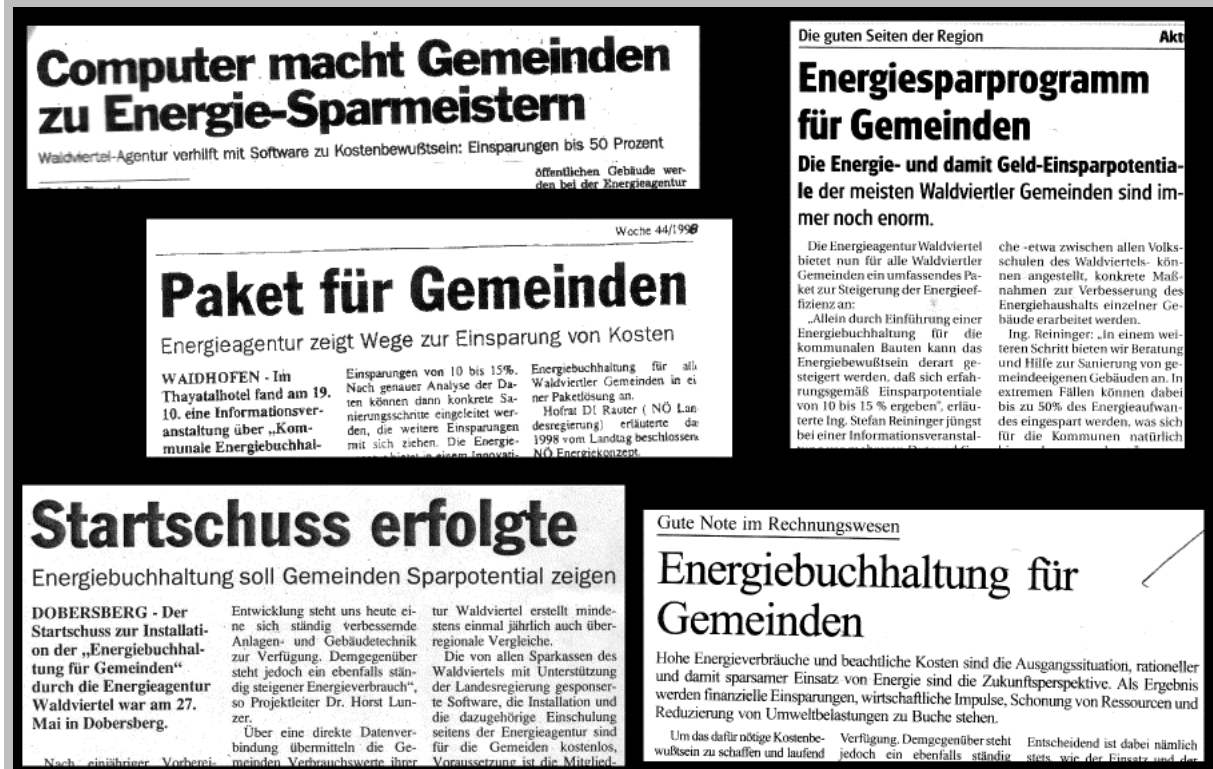 Computer macht Gemeinden
zu Energie-Sparmeistern
Waldviertel-Agentur verhilft mit Software zu Kostenbewußtsein: Einsparungen bis 50 Prozent
öffentlichen Gebäude wer-
den bei der Energieagentur
Die guten Seiten der Region
Akt
Energiesparprogramm
für Gemeinden
Die Energie- und damit Geld-Einsparpotentia-
le der meisten Waldviertler Gemeinden sind im-
mer noch enorm.
Die Energieagentur Waldviertel
bietet nun für alle Waldviertler
Gemeinden ein umfassendes Pa-
ket zur Steigerung der Energieef-
fizienz an:
„Allein durch Einführung einer
Energiebuchhaltung für die
kommunalen Bauten kann das
Energiebewußtsein derart ge-
steigert werden, daß sich erfah-
rungsgemäß Einsparpotentiale
von 10 bis 15 % ergeben", erläu-
terte Ing. Stefan Reininger jüngst
bei einer Informationsveranstal-
che -etwa zwischen allen Volks-
schulen des Waldviertels- kön-
nen angestellt, konkrete Maß-
nahmen zur Verbesserung des
Energiehaushalts einzelner Ge-
bäude erarbeitet werden.
Ing. Reininger: „In einem wei-
teren Schritt bieten wir Beratung
und Hilfe zur Sanierung von ge-
meindeeigenen Gebäuden an. In
extremen Fällen können dabei
bis zu 50% des Energieaufwan-
des eingespart werden, was sich
für die Kommunen natürlich
Woche 44/1998
Paket für Gemeinden
Energieagentur zeigt Wege zur Einsparung von Kosten
WAIDHOFEN - Im
Thayatalhotel fand am 19.
10. eine Informationsver-
anstaltung über „Kom-
munale Energiebuchhal-
Einsparungen von 10 bis 15%.
Nach genauer Analyse der Da-
ten können dann konkrete Sa-
nierungsschritte eingeleitet wer-
den, die weitere Einsparungen
mit sich ziehen. Die Energie-
Energiebuchhaltung für all
Waldviertler Gemeinden in ei
ner Paketlösung an.
Hofrat DI Rauter ( NÖ Lan
desregierung) erläuterte da
1998 vom Landtag beschlossen
NÖ Energiekonzept.
Startschuss erfolgte
Energiebuchhaltung soll Gemeinden Sparpotential zeigen
DOBERSBERG - Der
Startschuss zur Installati-
on der „Energiebuchhal-
tung für Gemeinden"
durch die Energieagentur
Waldviertel war am 27.
Mai in Dobersberg.
Nach einjähriger Vorberei-
Entwicklung steht uns heute ei-
ne sich ständig verbessernde
Anlagen- und Gebäudetechnik
zur Verfügung. Demgegenüber
steht jedoch ein ebenfalls stän-
dig steigener Energieverbrauch",
so Projektleiter Dr. Horst Lun-
zer.
Über eine direkte Datenver-
bindung übermitteln die Ge-
meinden Verbrauchswerte ihrer
tur Waldviertel erstellt minde-
stens einmal jährlich auch über-
regionale Vergleiche.
Die von allen Sparkassen des
Waldviertels mit Unterstützung
der Landesregierung gesponser-
te Software, die Installation und
die dazugehörige Einschulung
seitens der Energieagentur sind
für die Gemeiden kostenlos,
Voraussetzung ist die Mitglied-
Gute Note im Rechnungswesen
Energiebuchhaltung für
Gemeinden
Hohe Energieverbräuche und beachtliche Kosten sind die Ausgangssituation, rationeller
und damit sparsamer Einsatz von Energie sind die Zukunftsperspektive. Als Ergebnis
werden finanzielle Einsparungen, wirtschaftliche Impulse, Schonung von Ressourcen und
Reduzierung von Umweltbelastungen zu Buche stehen.
Um das dafür nötige Kostenbe-
wußtsein zu schaffen und laufend
Verfügung. Demgegenüber steht
jedoch ein ebenfalls ständig
Entscheidend ist dabei nämlich
stets, wie der Einsatz und der